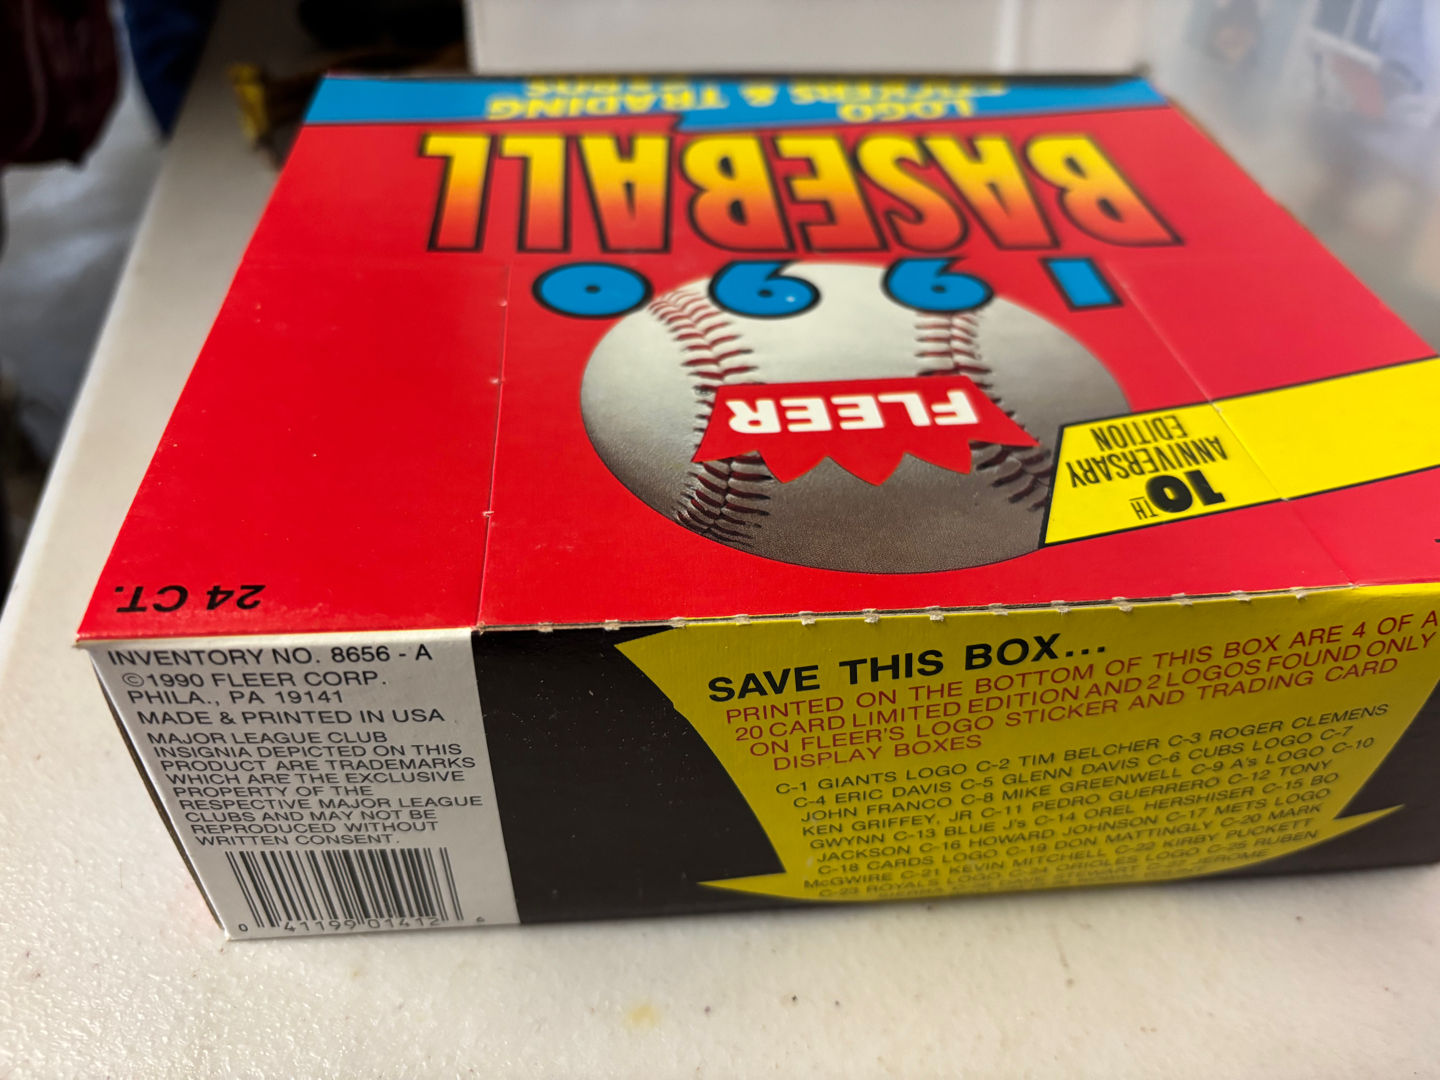 LOGO
STICKERS & TRADING
CARDS
BASEBALL
1990
FLEER
10TH
ANNIVERSARY
EDITION
24 CT.
INVENTORY NO. 8656 - A
©1990 FLEER CORP.
PHILA., PA 19141
MADE & PRINTED IN USA
MAJOR LEAGUE CLUB
INSIGNIA DEPICTED ON THIS
PRODUCT ARE TRADEMARKS
WHICH ARE THE EXCLUSIVE
PROPERTY OF THE
RESPECTIVE MAJOR LEAGUE
CLUBS AND MAY NOT BE
REPRODUCED WITHOUT
WRITTEN CONSENT.
0 41199 01412 6
SAVE THIS BOX...
PRINTED ON THE BOTTOM OF THIS BOX ARE 4 OF A
20 CARD LIMITED EDITION AND 2 LOGOS FOUND ONLY
ON FLEER'S LOGO STICKER AND TRADING CARD
DISPLAY BOXES
C-1 GIANTS LOGO C-2 TIM BELCHER C-3 ROGER CLEMENS
C-4 ERIC DAVIS C-5 GLENN DAVIS C-6 CUBS LOGO C-7
JOHN FRANCO C-8 MIKE GREENWELL C-9 A's LOGO C-10
KEN GRIFFEY, JR C-11 PEDRO GUERRERO C-12 TONY
GWYNN C-13 BLUE J's C-14 OREL HERSHISER C-15 BO
JACKSON C-16 HOWARD JOHNSON C-17 METS LOGO
C-18 CARDS LOGO C-19 DON MATTINGLY C-20 MARK
McGWIRE C-21 KEVIN MITCHELL C-22 KIRBY PUCKETT
C-23 ROYALS LOGO C-24 ORIOLES LOGO C-25 RUBEN